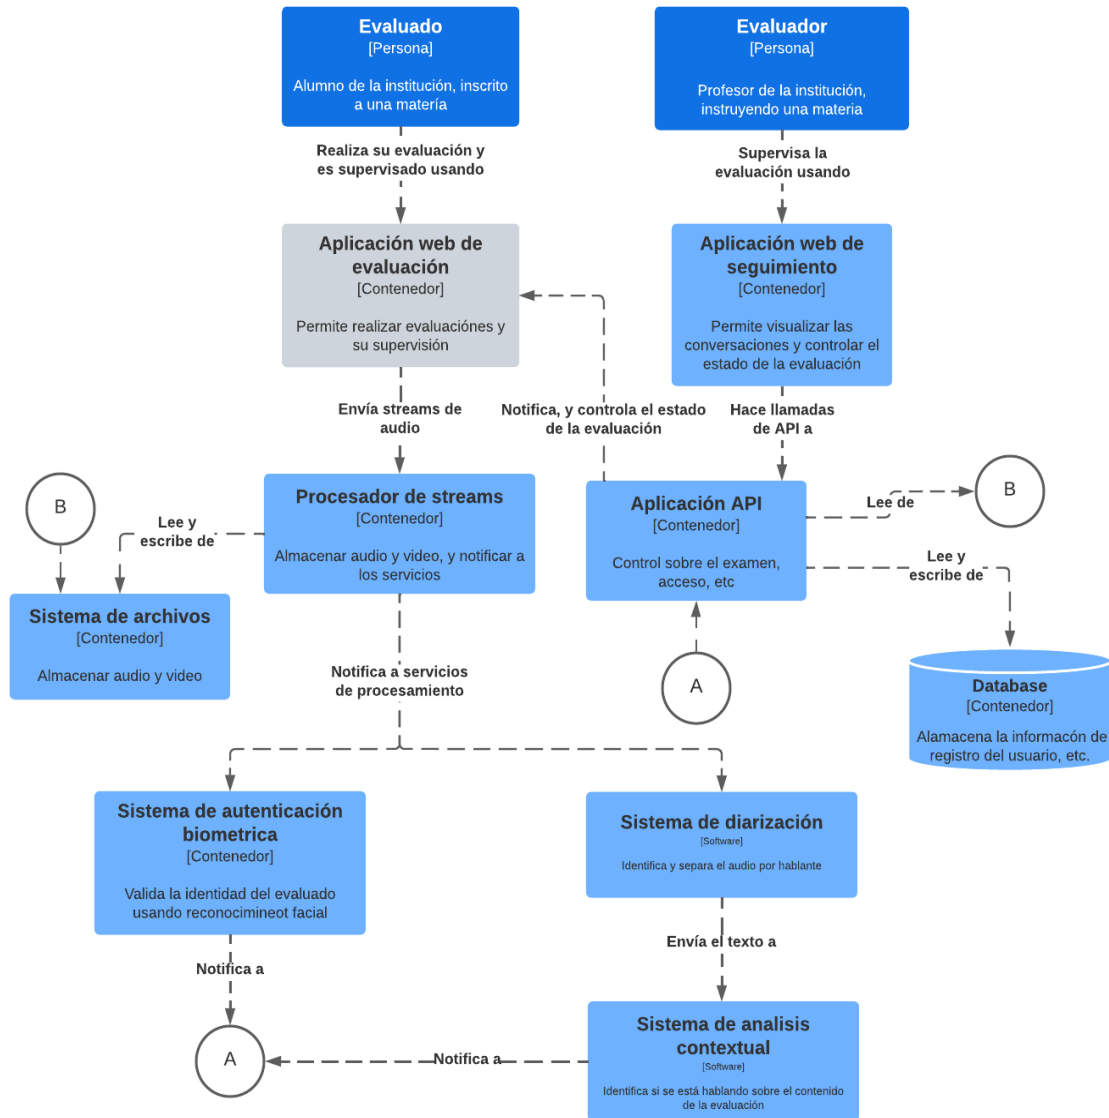 Evaluado
[Persona]
Alumno de la institución, inscrito
a una matería
Evaluador
[Persona]
Profesor de la institución,
instruyendo una materia
Realiza su evaluación y
es supervisado usando
Supervisa la
evaluación usando
Aplicación web de
evaluación
[Contenedor]
Permite realizar evaluaciónes y
su supervisión
Aplicación web de
seguimiento
[Contenedor]
Permite visualizar las
conversaciones y controlar el
estado de la evaluación
Envía streams de
audio
Notifica, y controla el estado
de la evaluación
Hace llamadas
de API a
B
Lee y
escribe de
Procesador de streams
[Contenedor]
Almacenar audio y video, y notificar a
los servicios
Aplicación API
[Contenedor]
Control sobre el examen,
acceso, etc
Lee de
B
Lee y
escribe de
Sistema de archivos
[Contenedor]
Almacenar audio y video
Notifica a servicios
de procesamiento
A
Database
[Contenedor]
Alamacena la informacón de
registro del usuario, etc.
Sistema de autenticación
biometrica
[Contenedor]
Valida la identidad del evaluado
usando reconocimineot facial
Sistema de diarización
[Software]
Identifica y separa el audio por hablante
Notifica a
Envía el texto a
A
Notifica a
Sistema de analisis
contextual
[Software]
Identifica si se está hablando sobre el contenido
de la evaluación